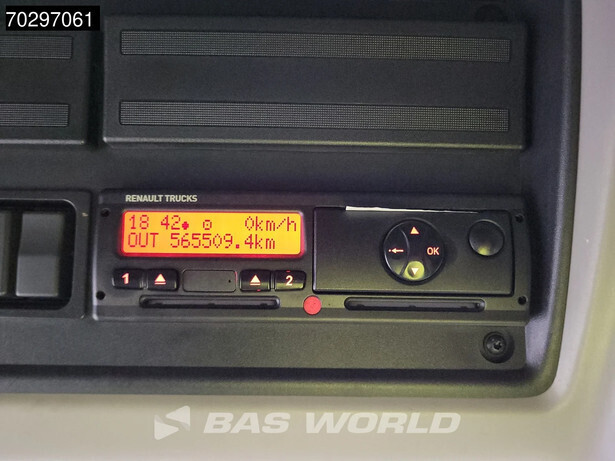 70297061
RENAULT TRUCKS
18 42 0km/h
OUT 565509.4km
1 2
OK
BAS WORLD